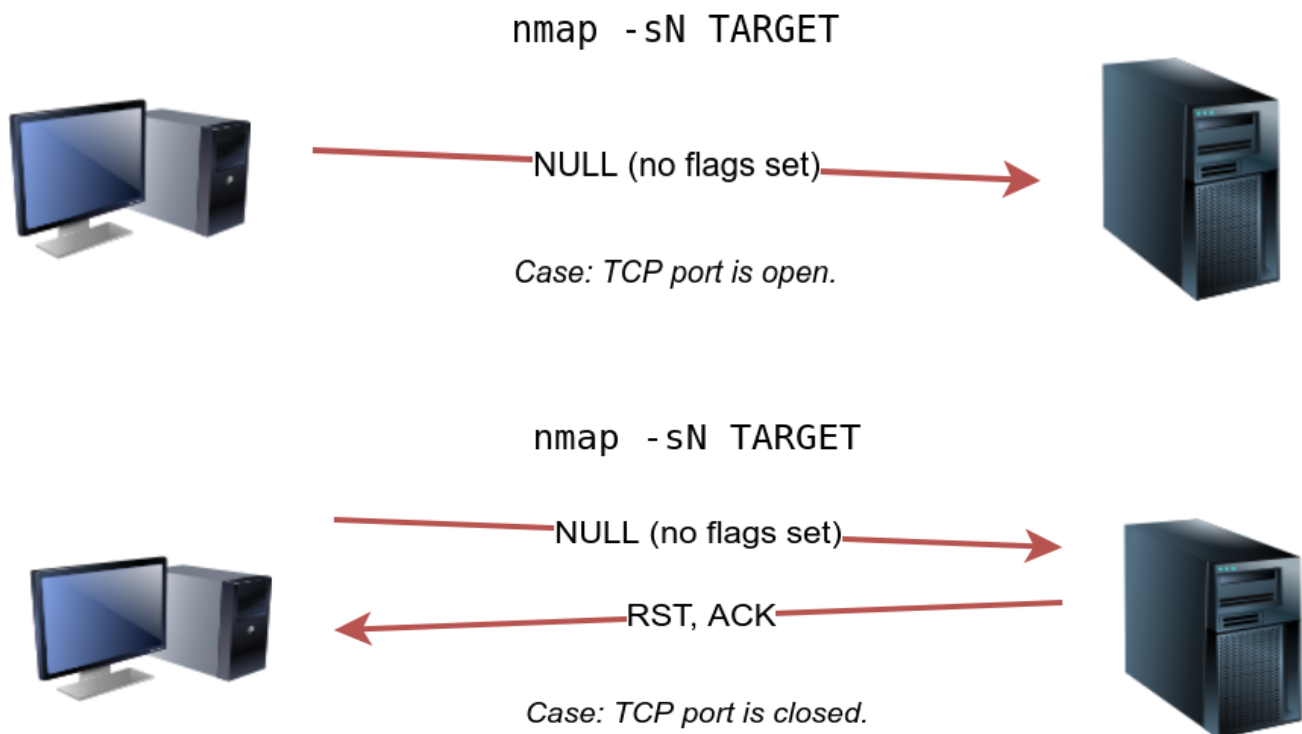 nmap -sN TARGET
NULL (no flags set)
Case: TCP port is open.
nmap -sN TARGET
NULL (no flags set)
RST, ACK
Case: TCP port is closed.